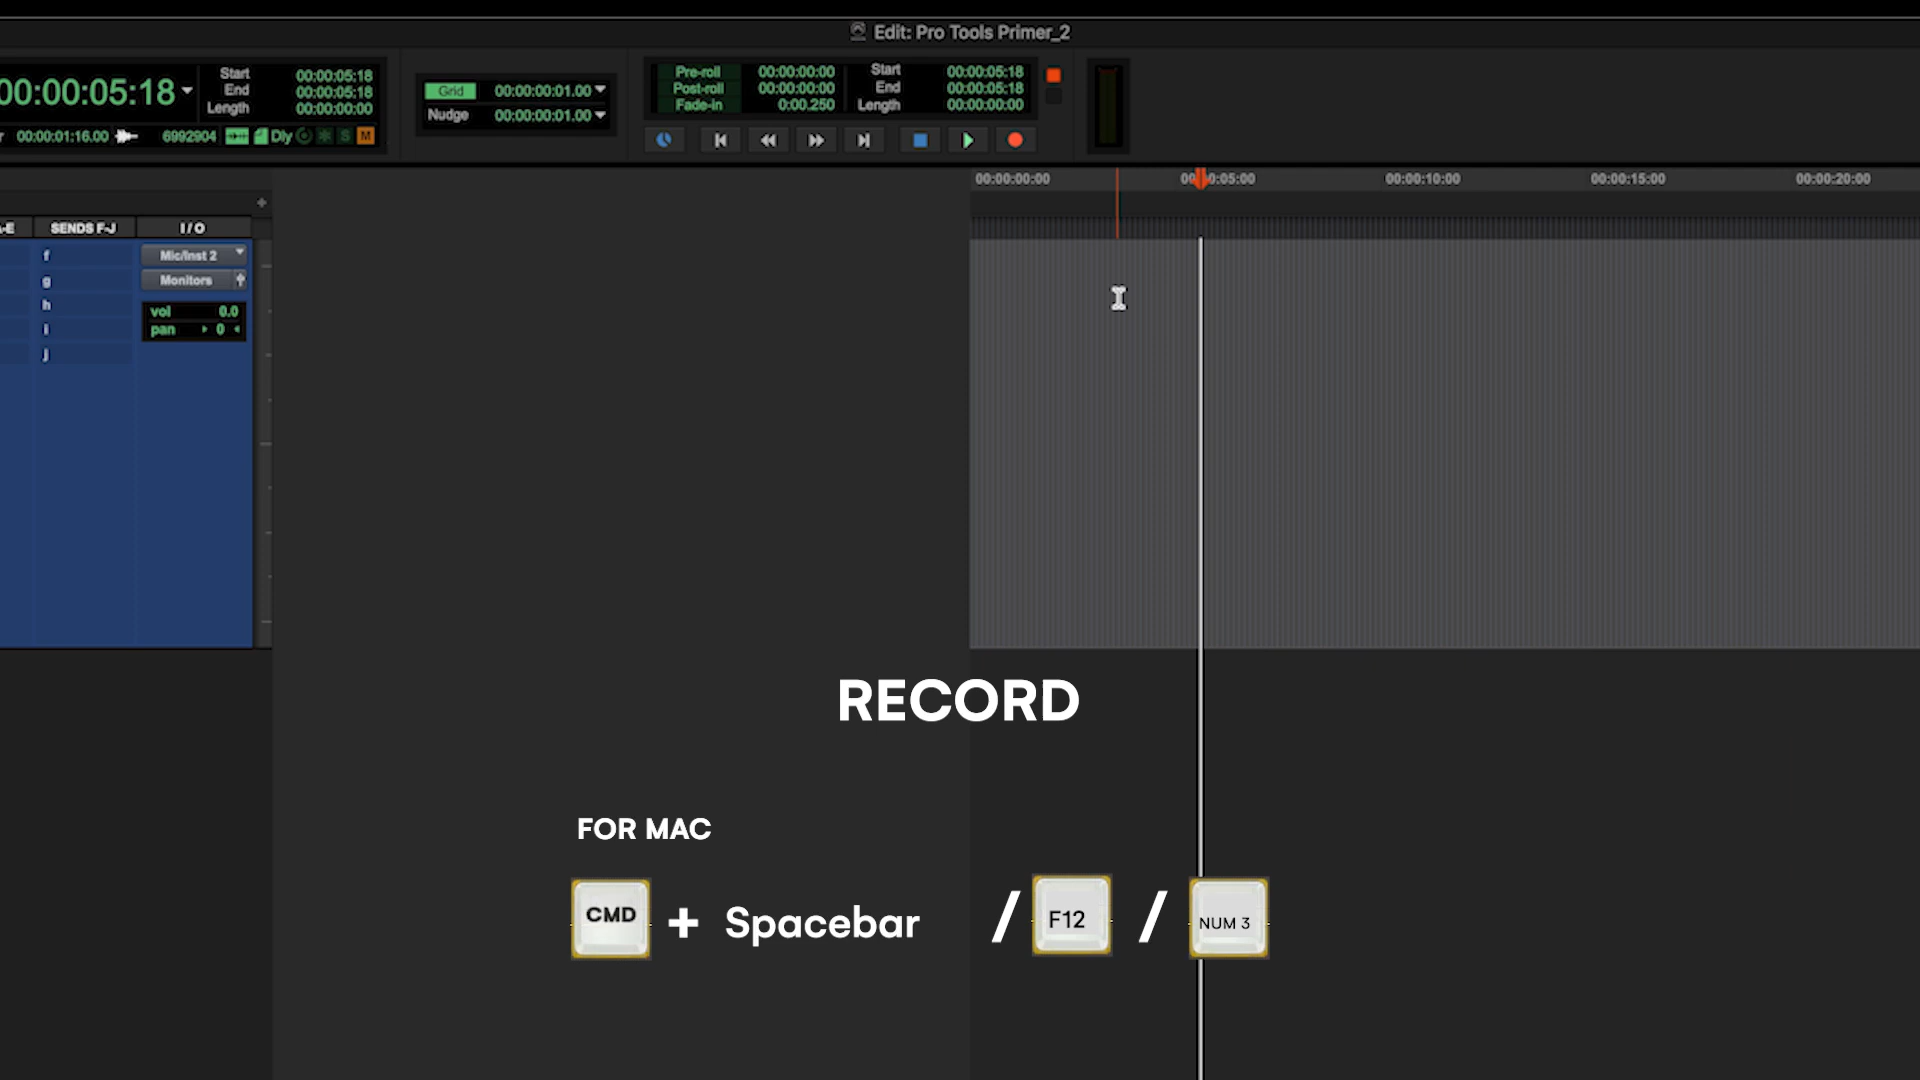 Edit: Pro Tools Primer_2
00:00:05:18
Start 00:00:05:18
End 00:00:05:18
Length 00:00:00:00
00:00:01:16.00 6992904 Dly S M
Grid 00:00:00:01.00
Nudge 00:00:00:01.00
Pre-roll 00:00:00:00 Start 00:00:05:18
Post-roll 00:00:00:00 End 00:00:05:18
Fade-in 0:00.250 Length 00:00:00:00
00:00:00:00 00:00:05:00 00:00:10:00 00:00:15:00 00:00:20:00
-E SENDS F-J I/O
f Mic/Inst 2
g Monitors
h vol 0.0
i pan 0
j
RECORD
FOR MAC
CMD + Spacebar / F12 / NUM 3